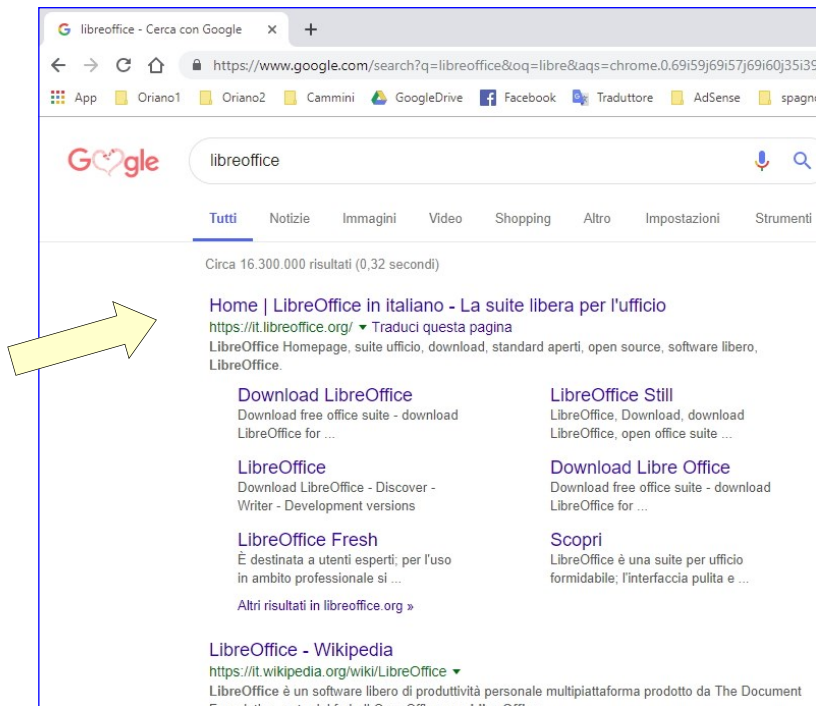 libreoffice - Cerca con Google
https://www.google.com/search?q=libreoffice&oq=libre&aqs=chrome.0.69i59j69i57j69i60j35i39
App Oriano1 Oriano2 Cammini GoogleDrive Facebook Traduttore AdSense spagno
Google libreoffice
Tutti Notizie Immagini Video Shopping Altro Impostazioni Strumenti
Circa 16.300.000 risultati (0,32 secondi)
Home | LibreOffice in italiano - La suite libera per l'ufficio
https://it.libreoffice.org/ ▾ Traduci questa pagina
LibreOffice Homepage, suite ufficio, download, standard aperti, open source, software libero,
LibreOffice.
Download LibreOffice
Download free office suite - download
LibreOffice for ...
LibreOffice Still
LibreOffice, Download, download
LibreOffice, open office suite ...
LibreOffice
Download LibreOffice - Discover -
Writer - Development versions
Download Libre Office
Download free office suite - download
LibreOffice for ...
LibreOffice Fresh
È destinata a utenti esperti; per l'uso
in ambito professionale si ...
Scopri
LibreOffice è una suite per ufficio
formidabile; l'interfaccia pulita e ...
Altri risultati in libreoffice.org »
LibreOffice - Wikipedia
https://it.wikipedia.org/wiki/LibreOffice ▾
LibreOffice è un software libero di produttività personale multipiattaforma prodotto da The Document